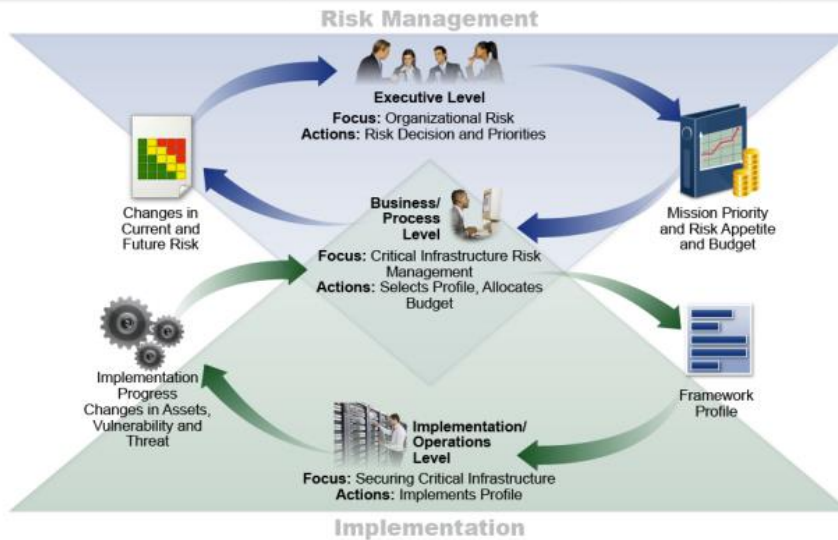 Risk Management
Executive Level
Focus: Organizational Risk
Actions: Risk Decision and Priorities
Changes in
Current and
Future Risk
Mission Priority
and Risk Appetite
and Budget
Business/
Process
Level
Focus: Critical Infrastructure Risk
Management
Actions: Selects Profile, Allocates
Budget
Implementation
Progress
Changes in Assets,
Vulnerability and
Threat
Framework
Profile
Implementation/
Operations
Level
Focus: Securing Critical Infrastructure
Actions: Implements Profile
Implementation